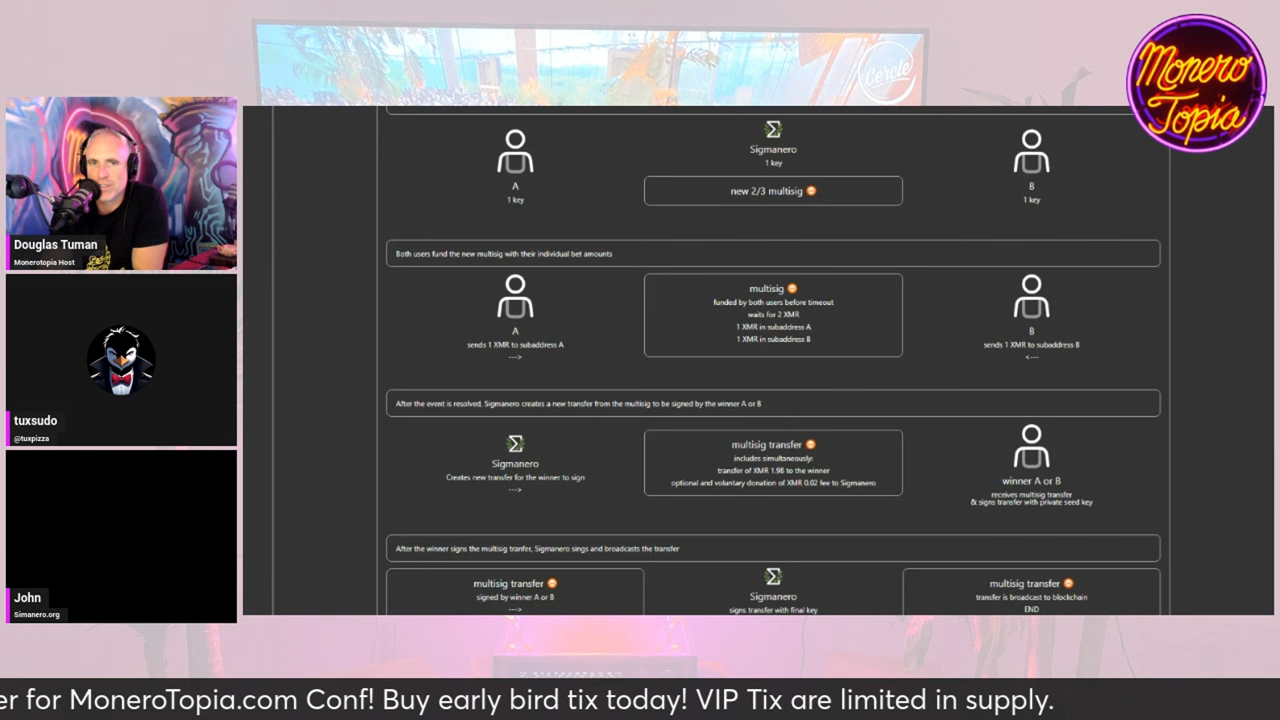 Cercle
Monero
Topia
Sigmanero
1 key
A
1 key
new 2/3 multisig
B
1 key
Both users fund the new multisig with their individual bet amounts
multisig
funded by both users before timeout
waits for 2 XMR
1 XMR in subaddress A
1 XMR in subaddress B
A
sends 1 XMR to subaddress A
--->
B
sends 1 XMR to subaddress B
<---
After the event is resolved, Sigmanero creates a new transfer from the multisig to be signed by the winner A or B
Sigmanero
Creates new transfer for the winner to sign
--->
multisig transfer
includes simultaneously:
transfer of XMR 1.98 to the winner
optional and voluntary donation of XMR 0.02 fee to Sigmanero
winner A or B
receives multisig transfer
& signs transfer with private seed key
After the winner signs the multisig tranfer, Sigmanero sings and broadcasts the transfer
multisig transfer
signed by winner A or B
--->
Sigmanero
signs transfer with final key
multisig transfer
transfer is broadcast to blockchain
END
Douglas Tuman
Monerotopia Host
tuxsudo
@tuxpizza
John
Simanero.org
er for MoneroTopia.com Conf! Buy early bird tix today! VIP Tix are limited in supply.